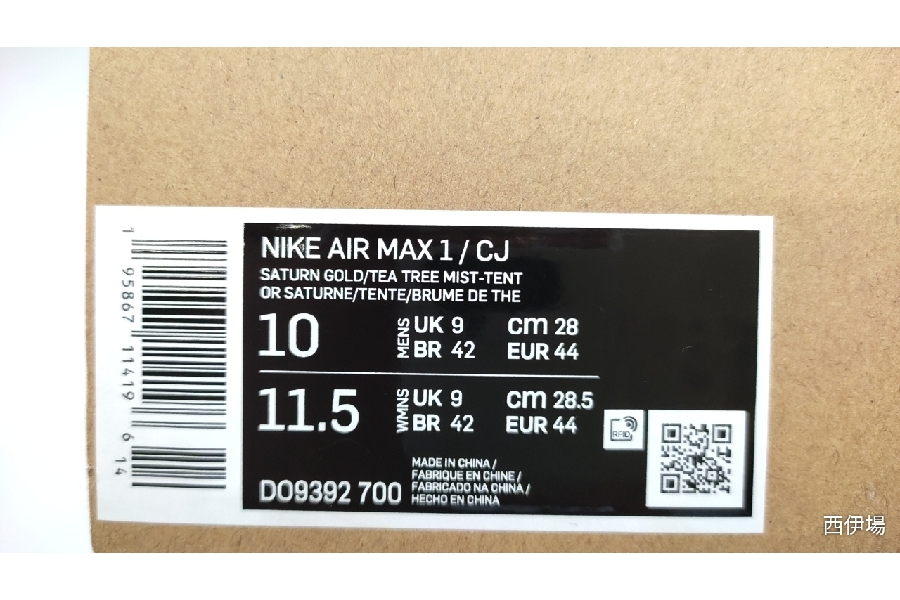 NIKE AIR MAX 1 / CJ
SATURN GOLD/TEA TREE MIST-TENT
OR SATURNE/TENTE/BRUME DE THE
10 MENS UK 9 cm 28
BR 42 EUR 44
11.5 WMNS UK 9 cm 28.5
BR 42 EUR 44
RFID
DO9392 700
MADE IN CHINA /
FABRIQUE EN CHINE /
FABRICADO NA CHINA /
HECHO EN CHINA
1 95867 11419 6 14
西伊場